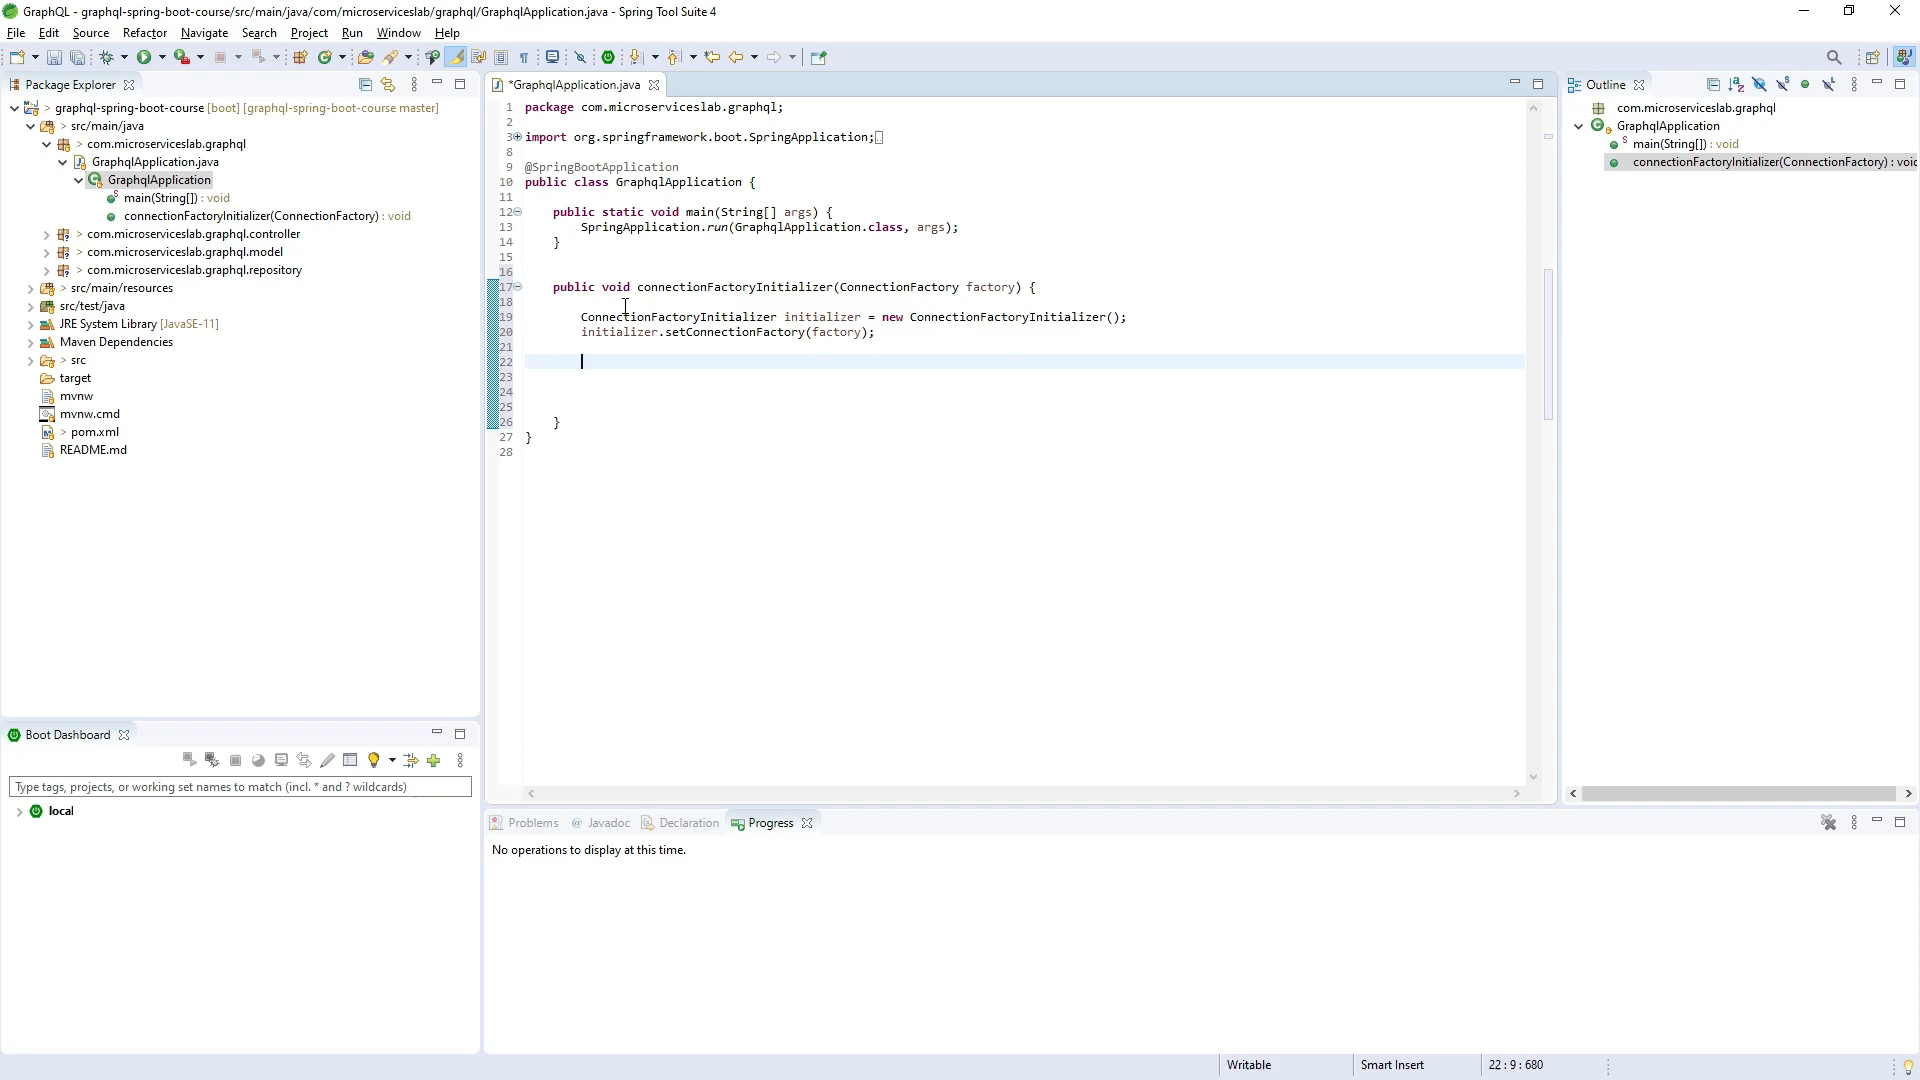 GraphQL - graphql-spring-boot-course/src/main/java/com/microserviceslab/graphql/GraphqlApplication.java - Spring Tool Suite 4
File Edit Source Refactor Navigate Search Project Run Window Help
Package Explorer
> graphql-spring-boot-course [boot] [graphql-spring-boot-course master]
> src/main/java
> com.microserviceslab.graphql
> GraphqlApplication.java
GraphqlApplication
main(String[]) : void
connectionFactoryInitializer(ConnectionFactory) : void
> com.microserviceslab.graphql.controller
> com.microserviceslab.graphql.model
> com.microserviceslab.graphql.repository
> src/main/resources
src/test/java
JRE System Library [JavaSE-11]
Maven Dependencies
> src
target
mvnw
mvnw.cmd
> pom.xml
README.md
*GraphqlApplication.java
1 package com.microserviceslab.graphql;
2
3 import org.springframework.boot.SpringApplication;
8
9 @SpringBootApplication
10 public class GraphqlApplication {
11
12 public static void main(String[] args) {
13 SpringApplication.run(GraphqlApplication.class, args);
14 }
15
16
17 public void connectionFactoryInitializer(ConnectionFactory factory) {
18
19 ConnectionFactoryInitializer initializer = new ConnectionFactoryInitializer();
20 initializer.setConnectionFactory(factory);
21
22
23
24
25
26 }
27 }
28
Outline
com.microserviceslab.graphql
GraphqlApplication
main(String[]) : void
connectionFactoryInitializer(ConnectionFactory) : voic
Boot Dashboard
Type tags, projects, or working set names to match (incl. * and ? wildcards)
local
Problems @ Javadoc Declaration Progress
No operations to display at this time.
Writable Smart Insert 22 : 9 : 680